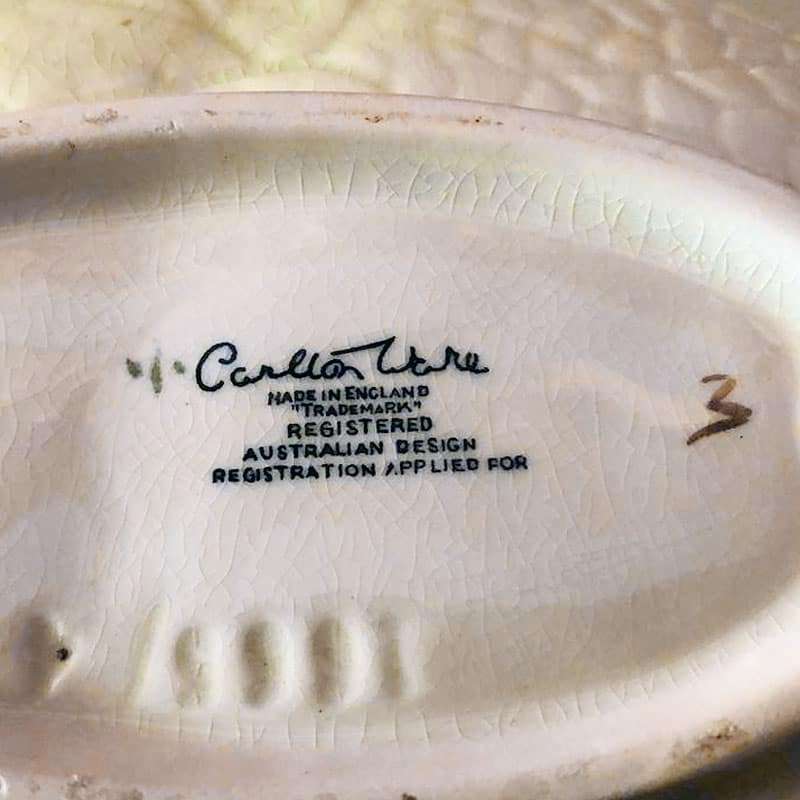 Carlton Ware
MADE IN ENGLAND
"TRADEMARK"
REGISTERED
AUSTRALIAN DESIGN
REGISTRATION APPLIED FOR
3